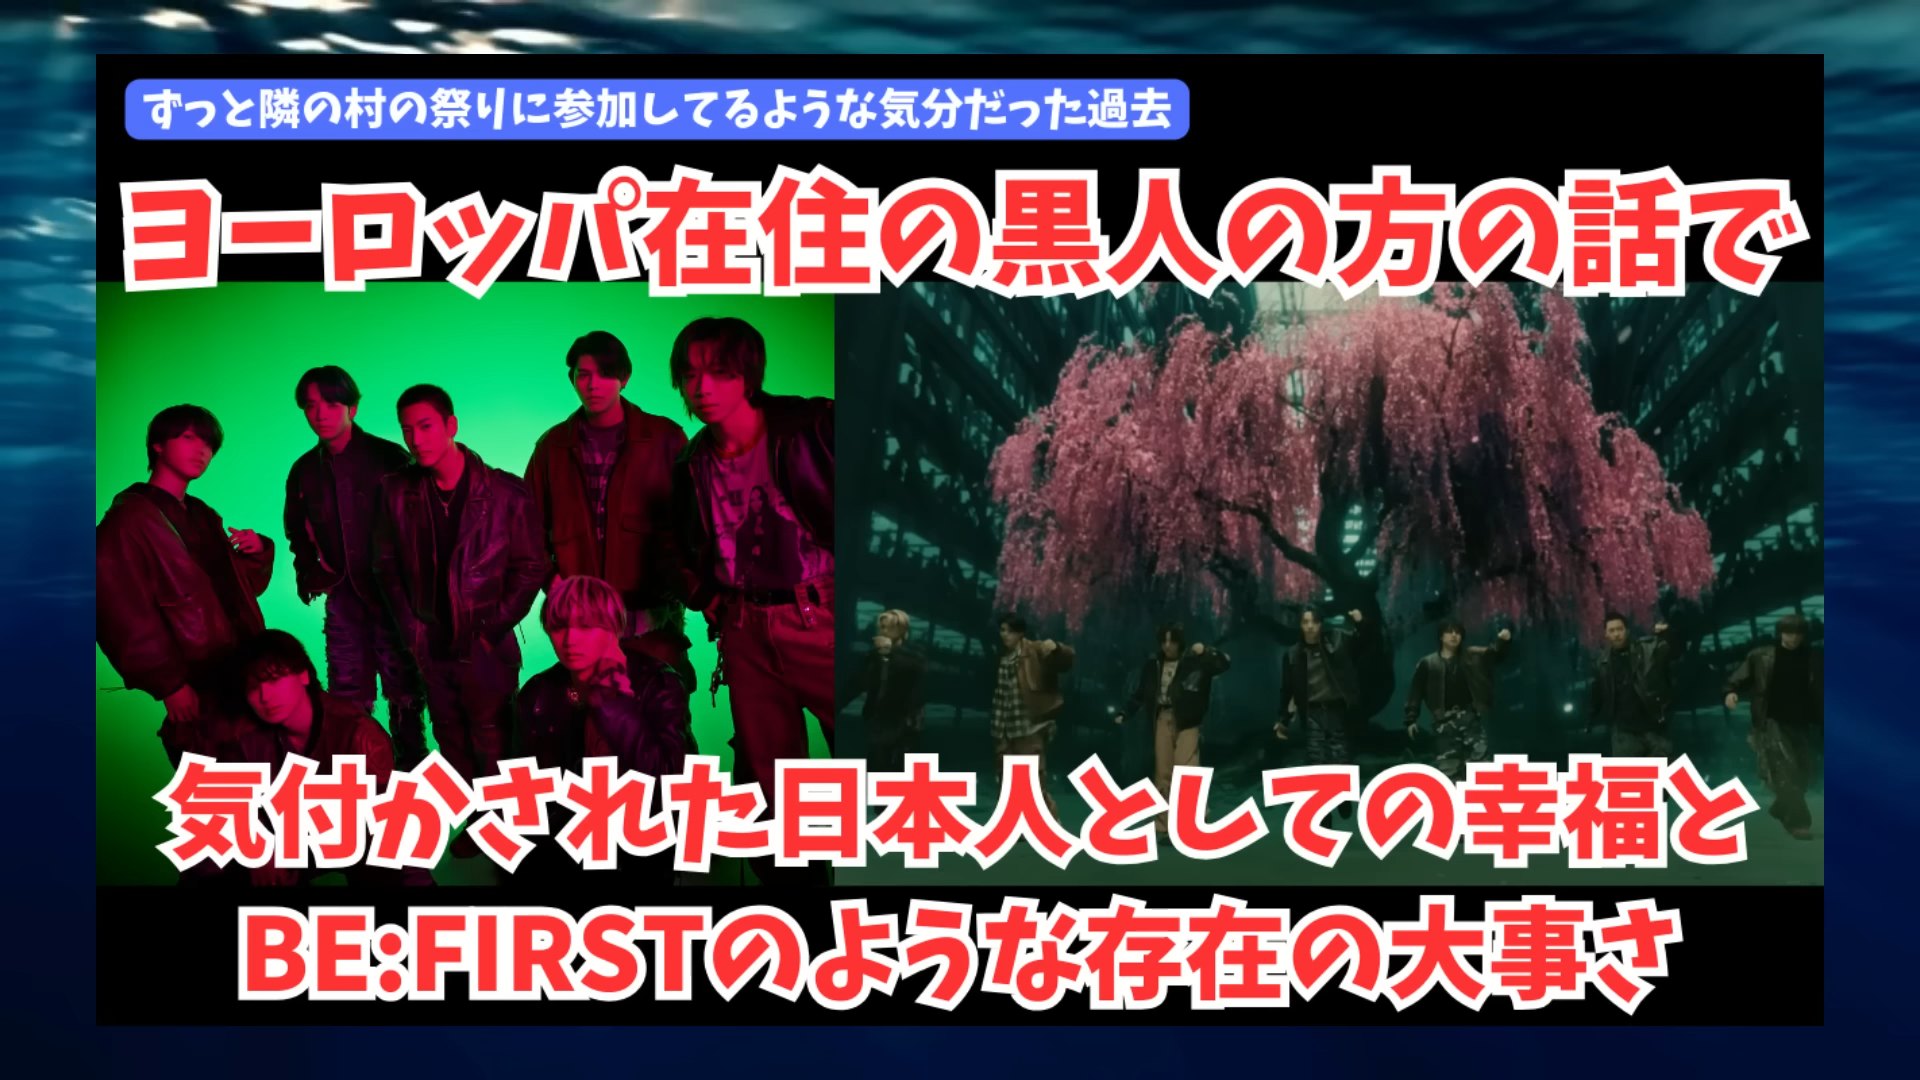 ずっと隣の村の祭りに参加してるような気分だった過去
ヨーロッパ在住の黒人の方の話で
気付かされた日本人としての幸福と
BE:FIRSTのような存在の大事さ